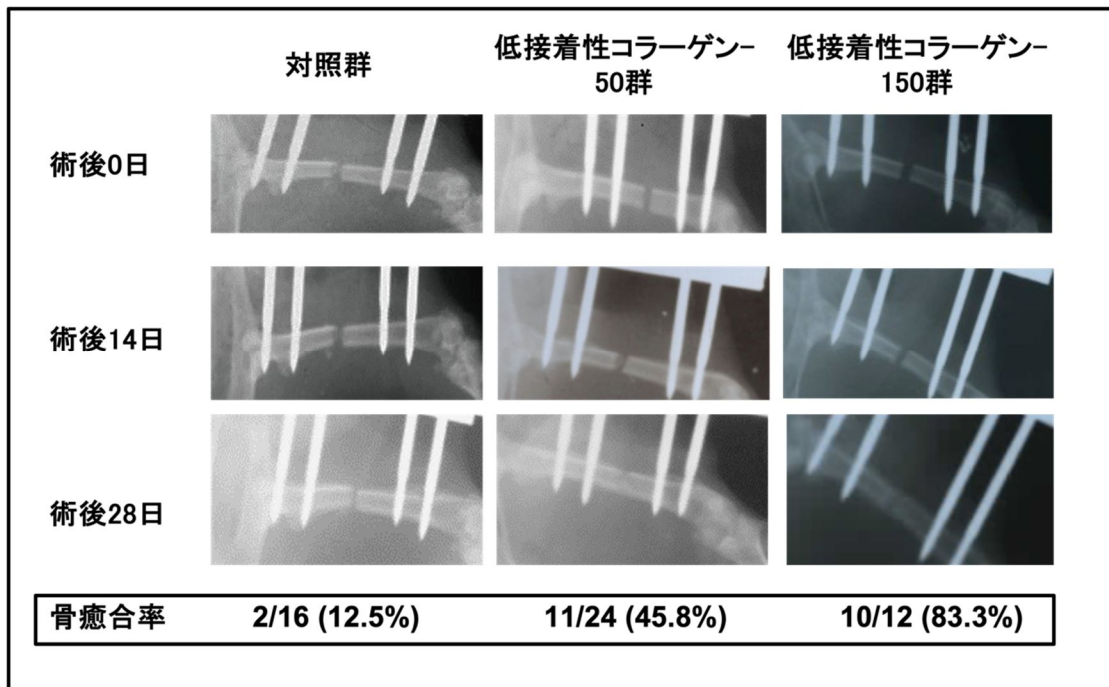 対照群
低接着性コラーゲン-
50群
低接着性コラーゲン-
150群
術後0日
術後14日
術後28日
骨癒合率 2/16 (12.5%) 11/24 (45.8%) 10/12 (83.3%)